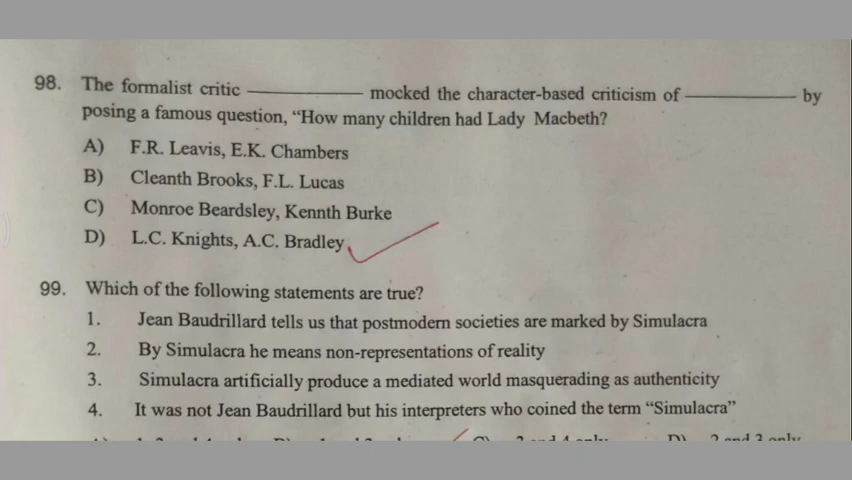 98. The formalist critic ———— mocked the character-based criticism of ———— by
posing a famous question, “How many children had Lady Macbeth?
A) F.R. Leavis, E.K. Chambers
B) Cleanth Brooks, F.L. Lucas
C) Monroe Beardsley, Kennth Burke
D) L.C. Knights, A.C. Bradley
99. Which of the following statements are true?
1. Jean Baudrillard tells us that postmodern societies are marked by Simulacra
2. By Simulacra he means non-representations of reality
3. Simulacra artificially produce a mediated world masquerading as authenticity
4. It was not Jean Baudrillard but his interpreters who coined the term “Simulacra”
D) 2 and 3 only